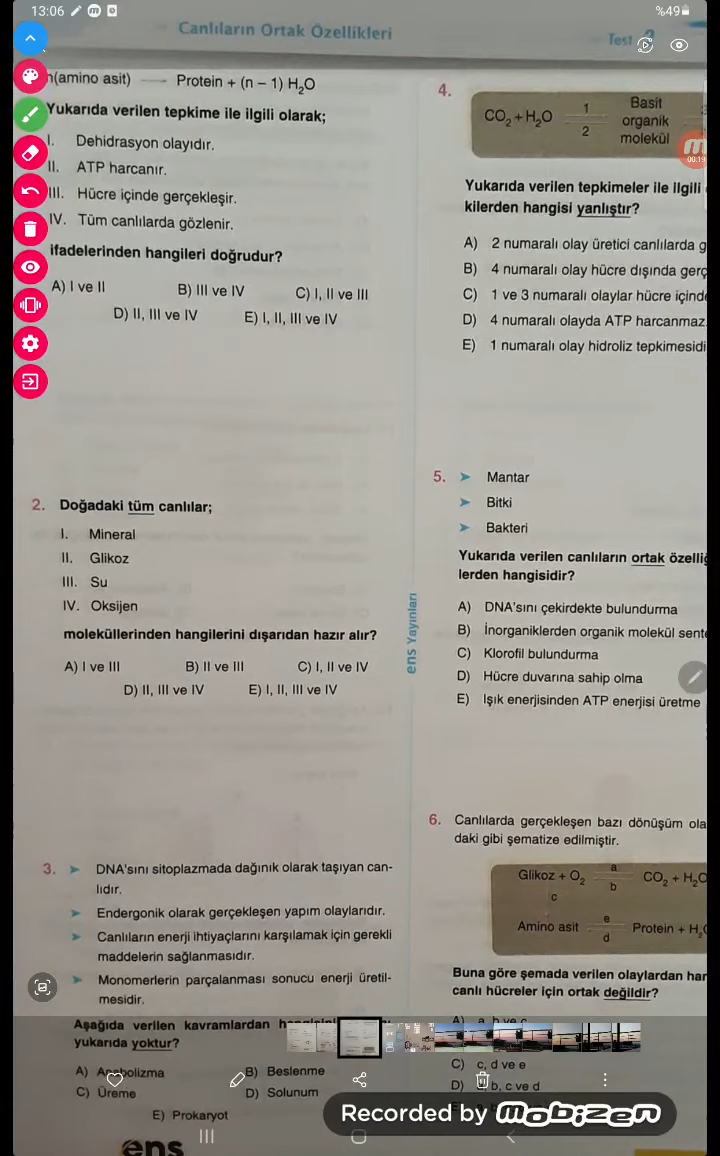 13:06
%49
Canlıların Ortak Özellikleri
Test
n(amino asit) Protein + (n – 1) H₂O
Yukarıda verilen tepkime ile ilgili olarak;
I. Dehidrasyon olayıdır.
II. ATP harcanır.
III. Hücre içinde gerçekleşir.
IV. Tüm canlılarda gözlenir.
ifadelerinden hangileri doğrudur?
A) I ve II B) III ve IV C) I, II ve III
D) II, III ve IV E) I, II, III ve IV
2. Doğadaki tüm canlılar;
I. Mineral
II. Glikoz
III. Su
IV. Oksijen
moleküllerinden hangilerini dışarıdan hazır alır?
A) I ve III B) II ve III C) I, II ve IV
D) II, III ve IV E) I, II, III ve IV
3. DNA'sını sitoplazmada dağınık olarak taşıyan can-
lıdır.
Endergonik olarak gerçekleşen yapım olaylarıdır.
Canlıların enerji ihtiyaçlarını karşılamak için gerekli
maddelerin sağlanmasıdır.
Monomerlerin parçalanması sonucu enerji üretil-
mesidir.
Aşağıda verilen kavramlardan
yukarıda yoktur?
A) Anabolizma B) Beslenme
C) Üreme D) Solunum
E) Prokaryot
ens
ens Yayınları
4.
CO₂ + H₂O 1 2 Basit organik molekül
00:19
Yukarıda verilen tepkimeler ile ilgili
kilerden hangisi yanlıştır?
A) 2 numaralı olay üretici canlılarda
B) 4 numaralı olay hücre dışında
C) 1 ve 3 numaralı olaylar hücre
D) 4 numaralı olayda ATP harcanmaz
E) 1 numaralı olay hidroliz
5. Mantar
Bitki
Bakteri
Yukarıda verilen canlıların ortak
lerden hangisidir?
A) DNA'sını çekirdekte bulundurma
B) İnorganiklerden organik molekül
C) Klorofil bulundurma
D) Hücre duvarına sahip olma
E) Işık enerjisinden ATP enerjisi üretme
6. Canlılarda gerçekleşen bazı dönüşüm
daki gibi şematize edilmiştir.
Glikoz + O₂ a b CO₂ + H₂O
c
Amino asit e d Protein +
Buna göre şemada verilen olaylardan
canlı hücreler için ortak değildir?
C) c, d ve e
D) b, c ve d
Recorded by Mobizen